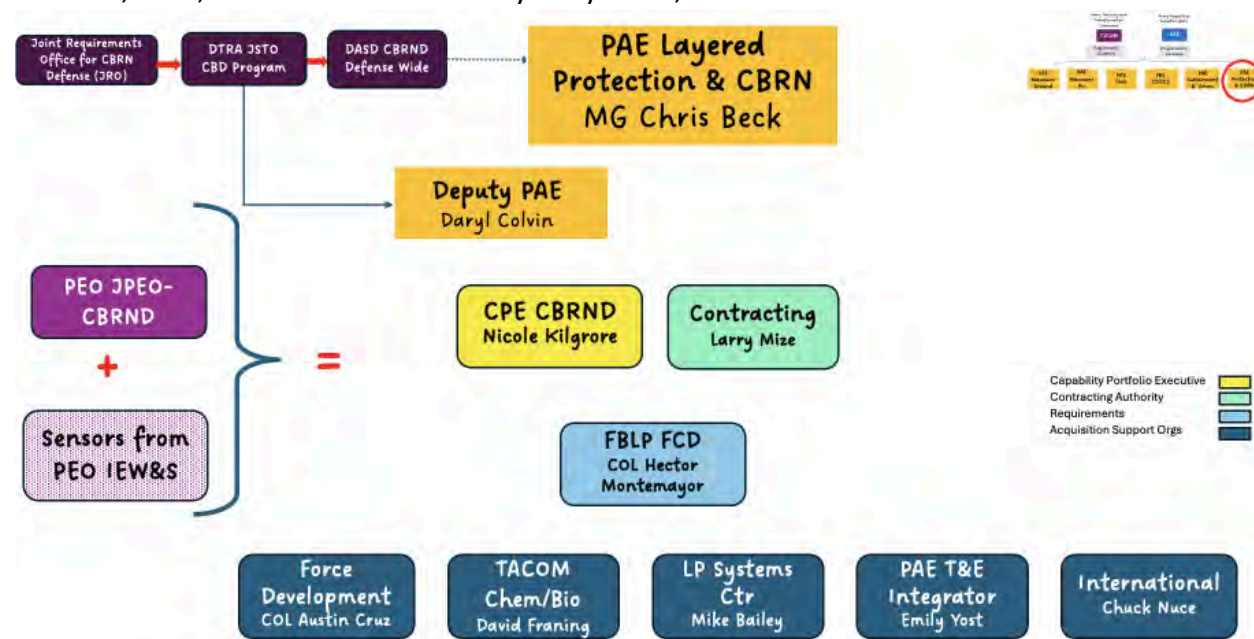 Joint Requirements
Office for CBRN
Defense (JRO)
DTRA JSTO
CBD Program
DASD CBRND
Defense Wide
PAE Layered
Protection & CBRN
MG Chris Beck
Deputy PAE
Daryl Colvin
PEO JPEO-
CBRND
+
Sensors from
PEO IEW&S
=
CPE CBRND
Nicole Kilgrore
Contracting
Larry Mize
FBLP FCD
COL Hector
Montemayor
Capability Portfolio Executive
Contracting Authority
Requirements
Acquisition Support Orgs
Force
Development
COL Austin Cruz
TACOM
Chem/Bio
David Franing
LP Systems
Ctr
Mike Bailey
PAE T&E
Integrator
Emily Yost
International
Chuck Nuce